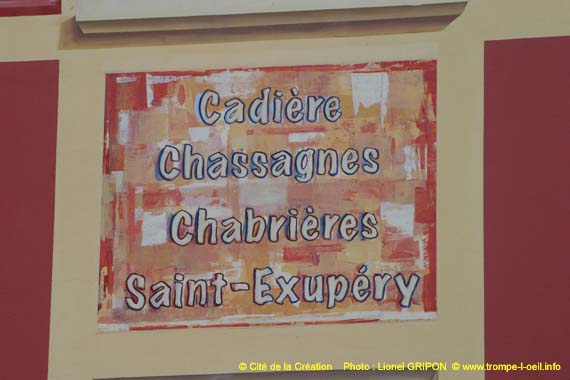 Cadière
Chassagnes
Chabrières
Saint-Exupéry
© Cité de la Création Photo : Lionel GRIPON © www.trompe-l-oeil.info